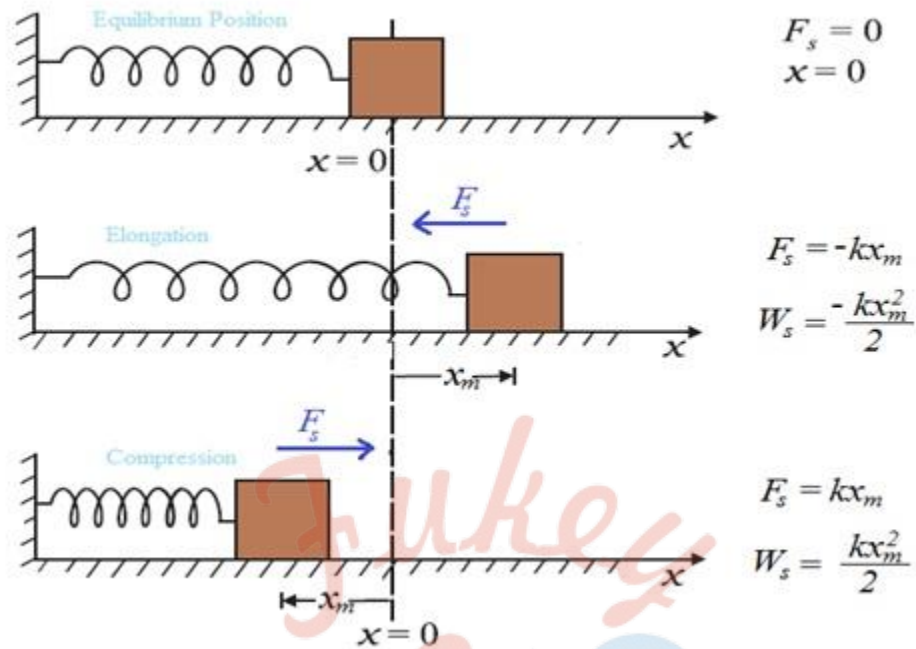 Equilibrium Position
F_s = 0
x = 0
x
x = 0
Elongation
F_s
F_s = -kx_m
W_s = -kx_m^2/2
x
x_m
Compression
F_s
F_s = kx_m
W_s = kx_m^2/2
x
x_m
x = 0
Jukey